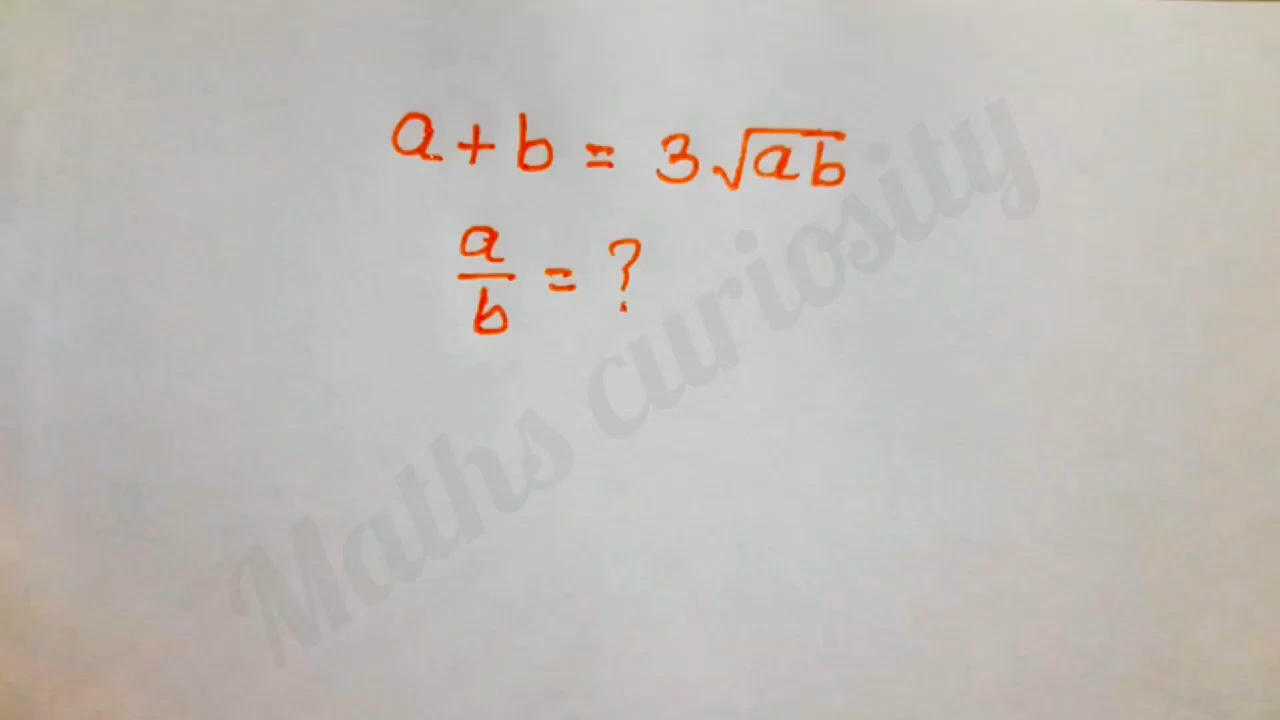 a + b = 3√ab
a/b = ?
Maths curiosity